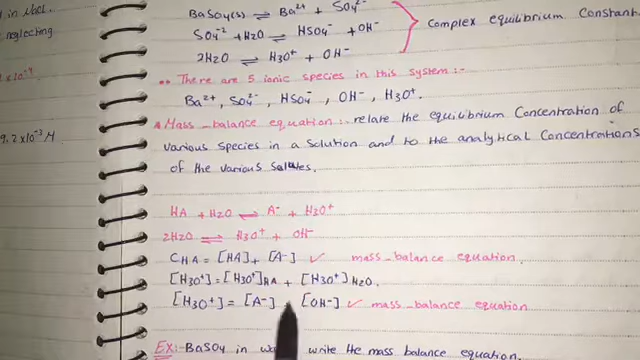 in NaCl.
neglecting
BaSO4(s) ⇌ Ba2+ + SO4 2-
SO4-2 + H2O ⇌ HSO4- + OH-
Complex equilibrium Constant.
2H2O ⇌ H3O+ + OH-
** There are 5 ionic species in this system:-
Ba2+, SO4 2-, HSO4-, OH-, H3O+.
Mass-balance equation:- relate the equilibrium Concentration of
various Species in a Solution and to the analytical Concentrations
of the various Solutes.
HA + H2O ⇌ A- + H3O+
2H2O ⇌ H3O+ + OH-
CHA = [HA] + [A-] ✓ mass-balance equation.
[H3O+] = [H3O+]HA + [H3O+]H2O.
[H3O+] = [A-] [OH-] ✓ mass-balance equation.
EX:- BaSO4 in write the mass balance equation.